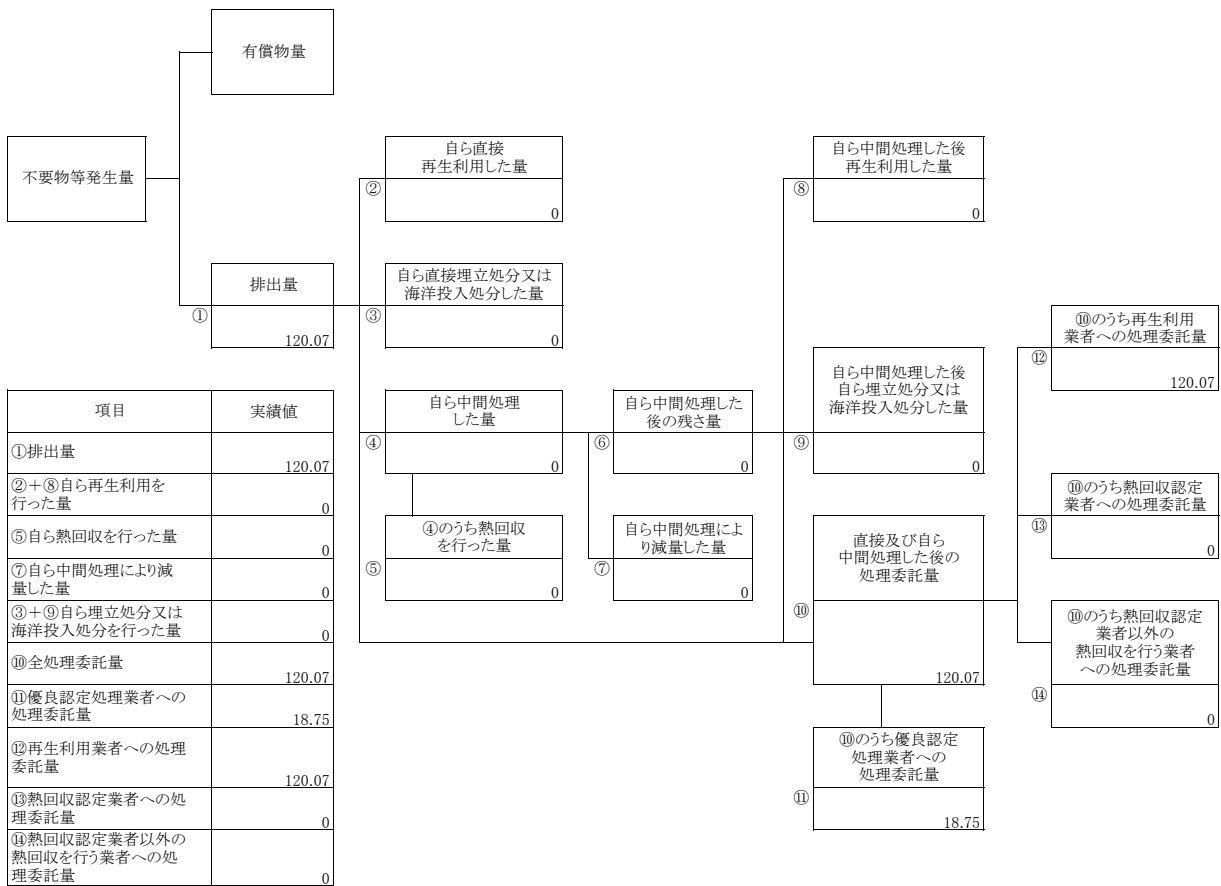 有償物量
不要物等発生量
自ら直接
再生利用した量
②
0
自ら中間処理した後
再生利用した量
⑧
0
排出量
①
120.07
自ら直接埋立処分又は
海洋投入処分した量
③
0
⑩のうち再生利用
業者への処理委託量
⑫
120.07
自ら中間処理
した量
④
0
自ら中間処理した
後の残さ量
⑥
0
自ら中間処理した後
自ら埋立処分又は
海洋投入処分した量
⑨
0
⑩のうち熱回収認定
業者への処理委託量
⑬
0
④のうち熱回収
を行った量
⑤
0
自ら中間処理によ
り減量した量
⑦
0
直接及び自ら
中間処理した後の
処理委託量
⑩
120.07
⑩のうち熱回収認定
業者以外の
熱回収を行う業者
への処理委託量
⑭
0
⑩のうち優良認定
処理業者への
処理委託量
⑪
18.75
項目 実績値
①排出量
120.07
②+⑧自ら再生利用を
行った量
0
⑤自ら熱回収を行った量
0
⑦自ら中間処理により減
量した量
0
③+⑨自ら埋立処分又は
海洋投入処分を行った量
0
⑩全処理委託量
120.07
⑪優良認定処理業者への
処理委託量
18.75
⑫再生利用業者への処理
委託量
120.07
⑬熱回収認定業者への処
理委託量
0
⑭熱回収認定業者以外の
熱回収を行う業者への処
理委託量
0